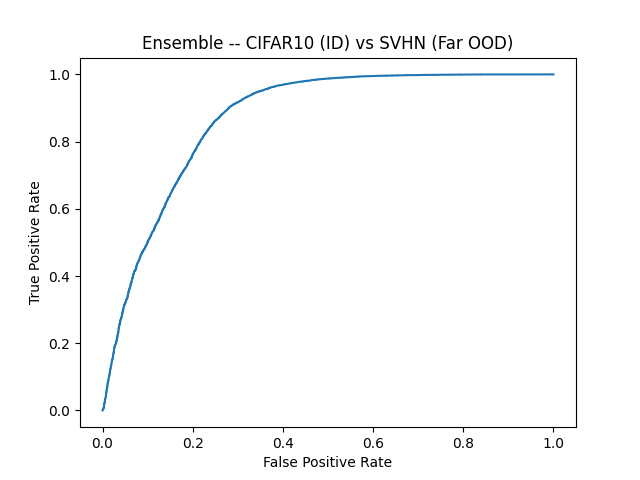 Ensemble -- CIFAR10 (ID) vs SVHN (Far OOD)
1.0
0.8
0.6
0.4
0.2
0.0
True Positive Rate
0.0 0.2 0.4 0.6 0.8 1.0
False Positive Rate